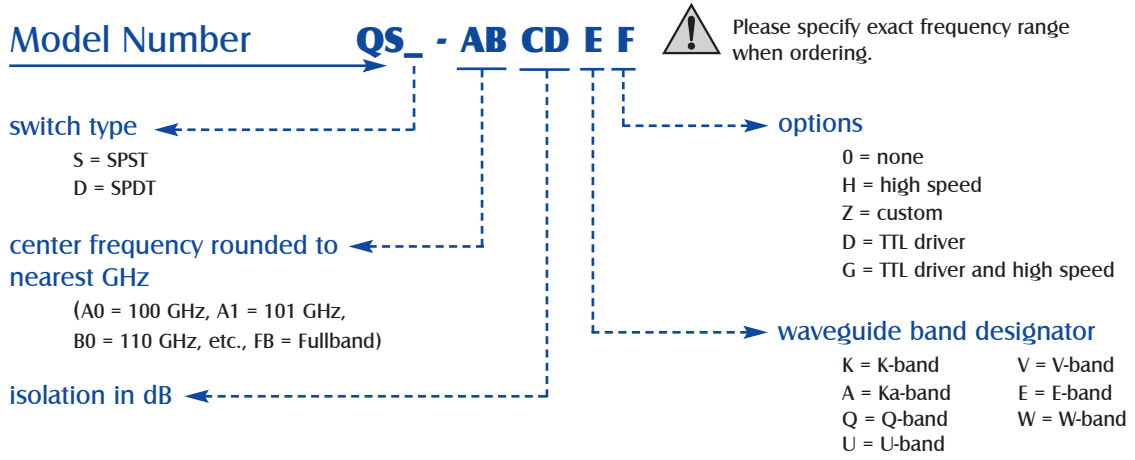 Model Number QS_ - AB CD E F
Please specify exact frequency range
when ordering.
switch type
S = SPST
D = SPDT
center frequency rounded to
nearest GHz
(A0 = 100 GHz, A1 = 101 GHz,
B0 = 110 GHz, etc., FB = Fullband)
isolation in dB
options
0 = none
H = high speed
Z = custom
D = TTL driver
G = TTL driver and high speed
waveguide band designator
K = K-band V = V-band
A = Ka-band E = E-band
Q = Q-band W = W-band
U = U-band